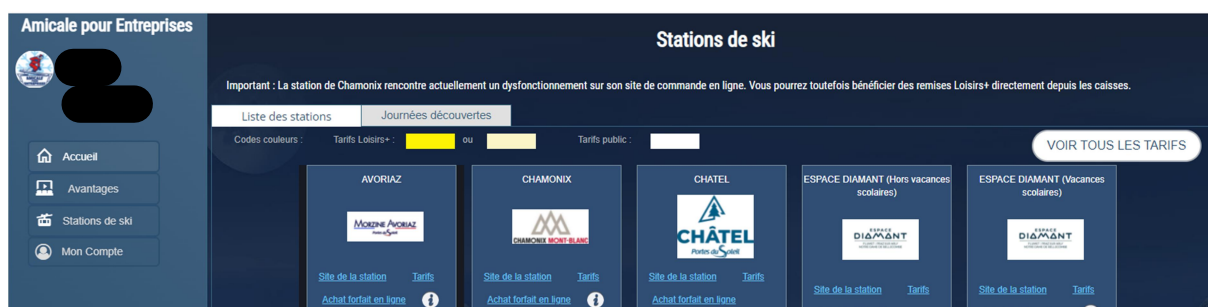 Amicale pour Entreprises
Stations de ski
Important : La station de Chamonix rencontre actuellement un dysfonctionnement sur son site de commande en ligne. Vous pourrez toutefois bénéficier des remises Loisirs+ directement depuis les caisses.
Liste des stations
Journées découvertes
Codes couleurs :
Tarifs Loisirs+ :
ou
Tarifs public :
VOIR TOUS LES TARIFS
Accueil
Avantages
Stations de ski
Mon Compte
AVORIAZ
MORZINE AVORIAZ
Portes du Soleil
Site de la station
Tarifs
Achat forfait en ligne
CHAMONIX
CHAMONIX MONT-BLANC
Site de la station
Tarifs
Achat forfait en ligne
CHATEL
CHÂTEL
Portes du Soleil
Site de la station
Tarifs
Achat forfait en ligne
ESPACE DIAMANT (Hors vacances
scolaires)
ESPACE
DIAMANT
Site de la station
Tarifs
ESPACE DIAMANT (Vacances
scolaires)
ESPACE
DIAMANT
Site de la station
Tarifs